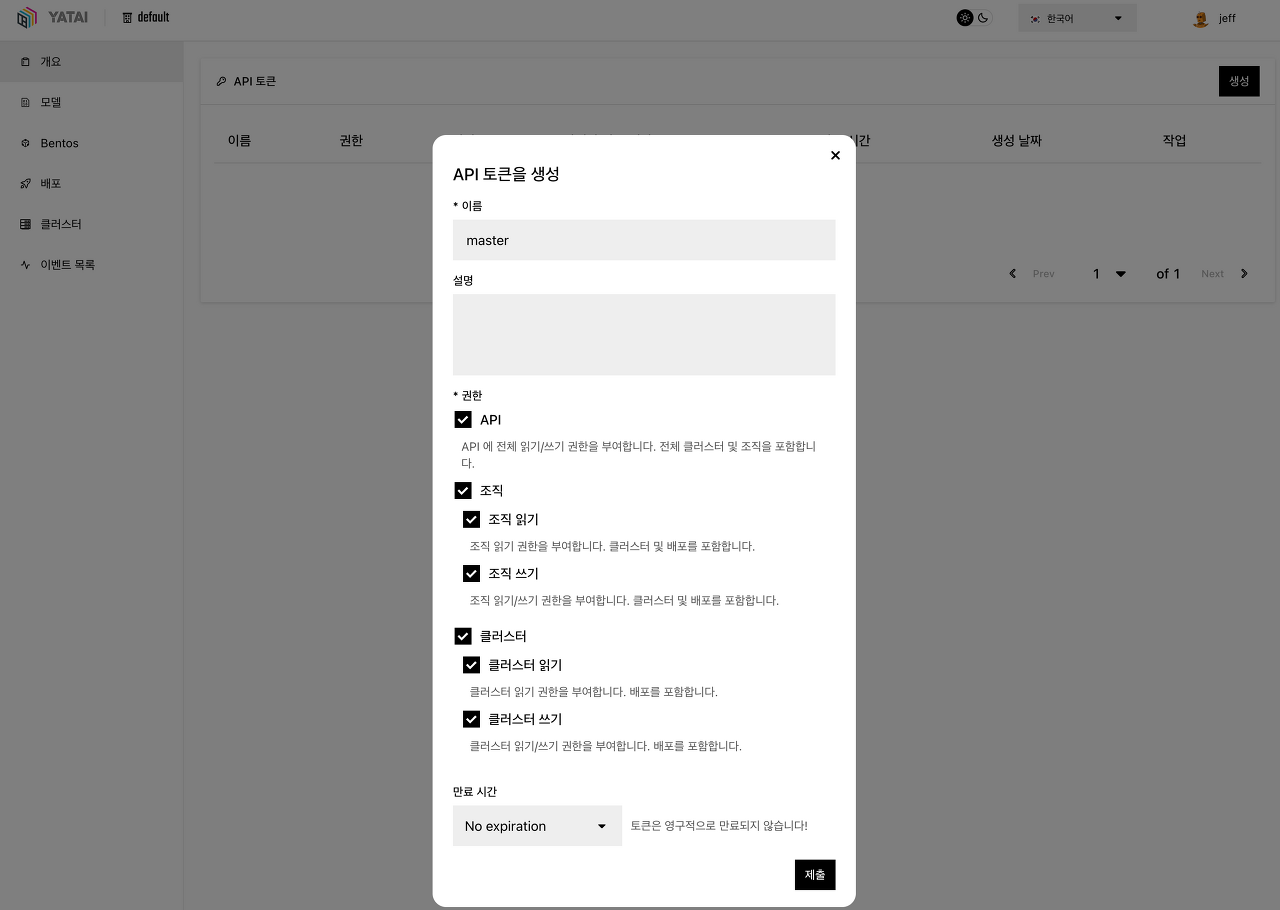 YATAI default 한국어 jeff
개요
API 토큰 생성
모델
이름 권한 시간 생성 날짜 작업
Bentos
배포
클러스터
이벤트 목록
Prev 1 of 1 Next
API 토큰을 생성
* 이름
master
설명
* 권한
API
API 에 전체 읽기/쓰기 권한을 부여합니다. 전체 클러스터 및 조직을 포함합니
다.
조직
조직 읽기
조직 읽기 권한을 부여합니다. 클러스터 및 배포를 포함합니다.
조직 쓰기
조직 읽기/쓰기 권한을 부여합니다. 클러스터 및 배포를 포함합니다.
클러스터
클러스터 읽기
클러스터 읽기 권한을 부여합니다. 배포를 포함합니다.
클러스터 쓰기
클러스터 읽기/쓰기 권한을 부여합니다. 배포를 포함합니다.
만료 시간
No expiration 토큰은 영구적으로 만료되지 않습니다!
제출